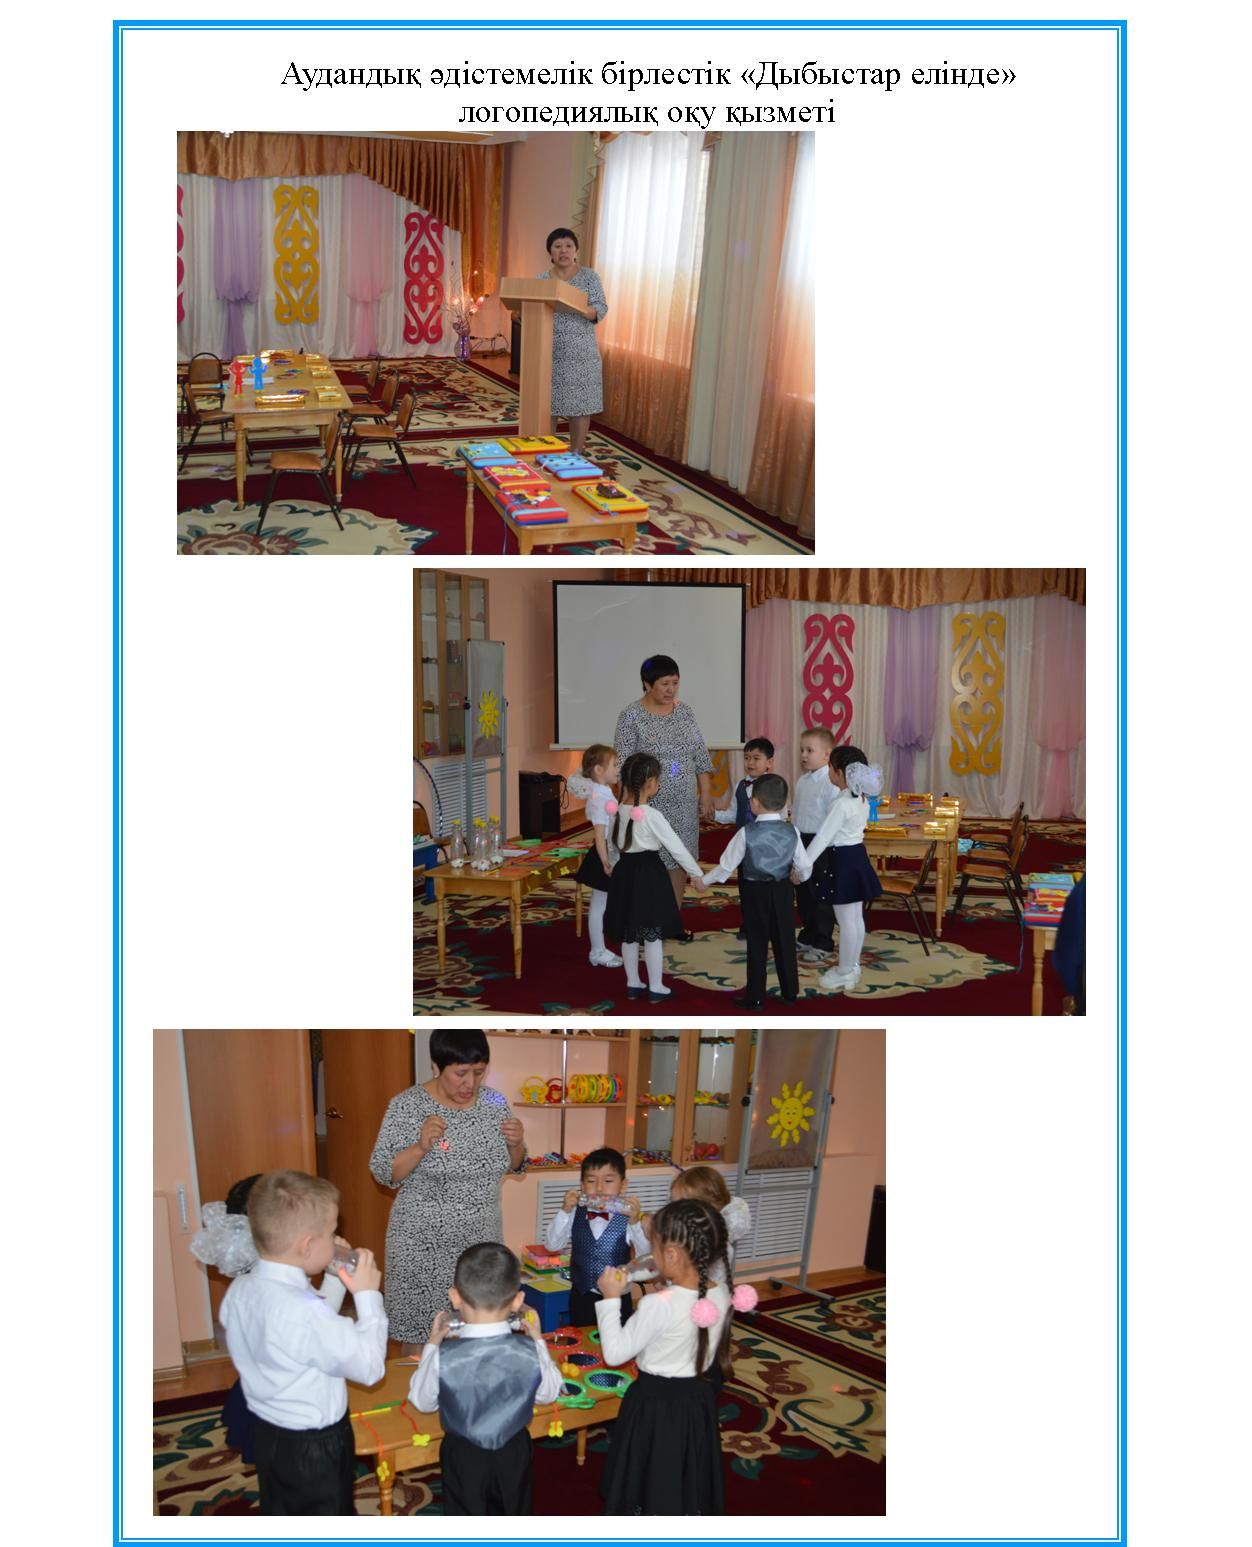 Аудандық әдістемелік бірлестік «Дыбыстар елінде»
логопедиялық оқу қызметі